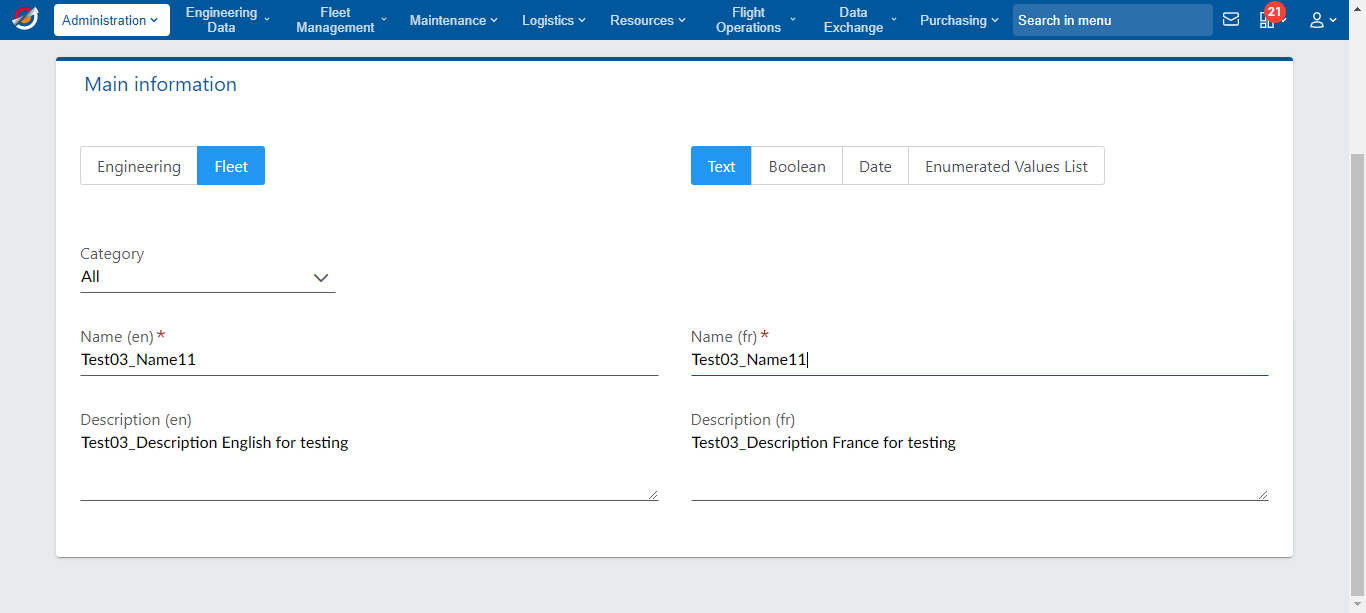 Administration
Engineering
Data
Fleet
Management
Maintenance
Logistics
Resources
Flight
Operations
Data
Exchange
Purchasing
Search in menu
21
Main information
Engineering Fleet
Text Boolean Date Enumerated Values List
Category
All
Name (en) *
Test03_Name11
Name (fr) *
Test03_Name11
Description (en)
Test03_Description English for testing
Description (fr)
Test03_Description France for testing